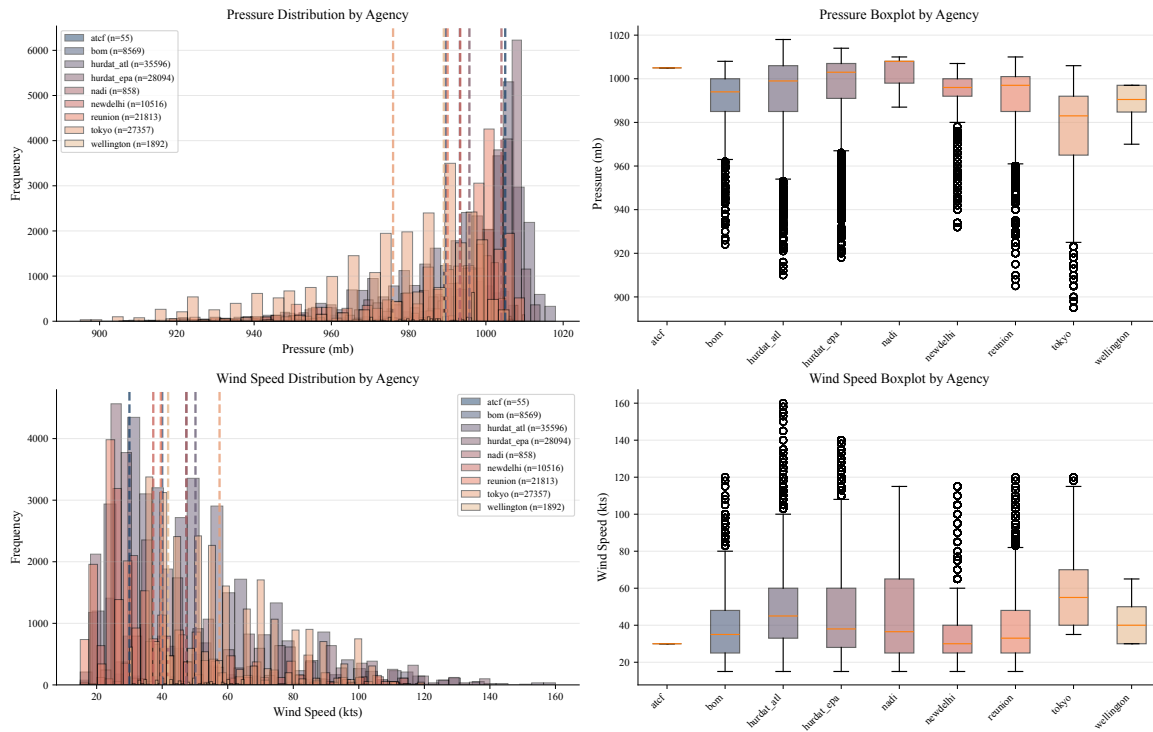 Pressure Distribution by Agency
6000
5000
4000
3000
2000
1000
0
Frequency
atcf (n=55)
bom (n=8569)
hurdat_atl (n=35596)
hurdat_epa (n=28094)
nadi (n=858)
newdelhi (n=10516)
reunion (n=21813)
tokyo (n=27357)
wellington (n=1892)
900 920 940 960 980 1000 1020
Pressure (mb)
Pressure Boxplot by Agency
1020
1000
980
960
940
920
900
Pressure (mb)
atcf bom hurdat_atl hurdat_epa nadi newdelhi reunion tokyo wellington
Wind Speed Distribution by Agency
4000
3000
2000
1000
0
Frequency
atcf (n=55)
bom (n=8569)
hurdat_atl (n=35596)
hurdat_epa (n=28094)
nadi (n=858)
newdelhi (n=10516)
reunion (n=21813)
tokyo (n=27357)
wellington (n=1892)
20 40 60 80 100 120 140 160
Wind Speed (kts)
Wind Speed Boxplot by Agency
160
140
120
100
80
60
40
20
Wind Speed (kts)
atcf bom hurdat_atl hurdat_epa nadi newdelhi reunion tokyo wellington